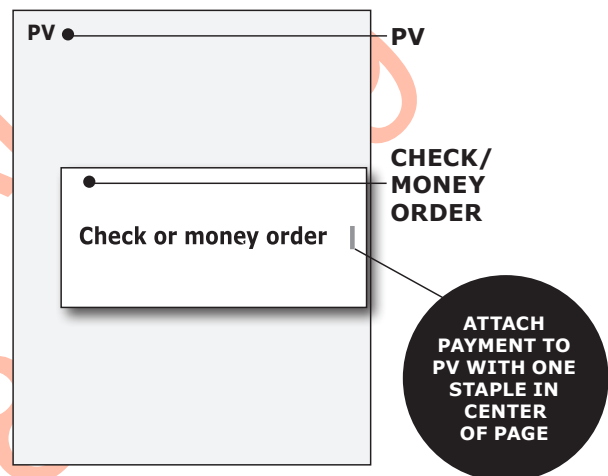 PV
PV
CHECK/
MONEY
ORDER
Check or money order
ATTACH
PAYMENT TO
PV WITH ONE
STAPLE IN
CENTER
OF PAGE